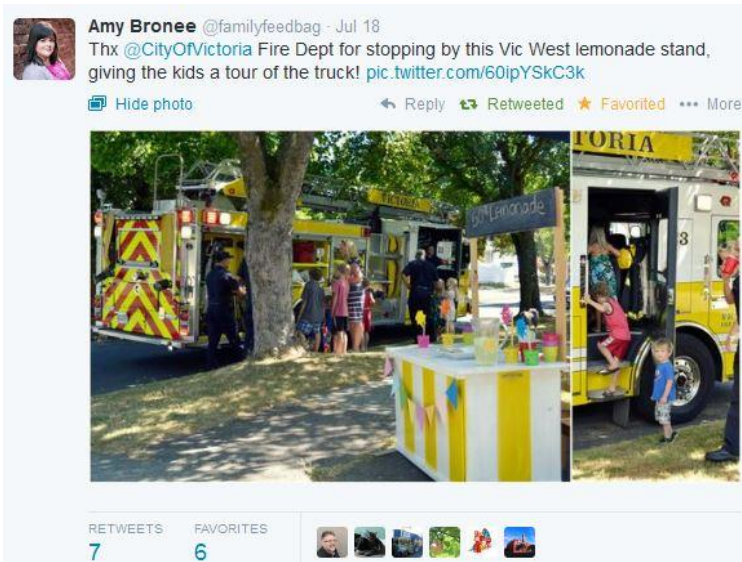 Amy Bronee @familyfeedbag · Jul 18
Thx @CityOfVictoria Fire Dept for stopping by this Vic West lemonade stand,
giving the kids a tour of the truck! pic.twitter.com/60ipYSkC3k
Hide photo Reply Retweeted Favorited More
VICTORIA
Lemonade
TORIA
3
RETWEETS FAVORITES
7 6